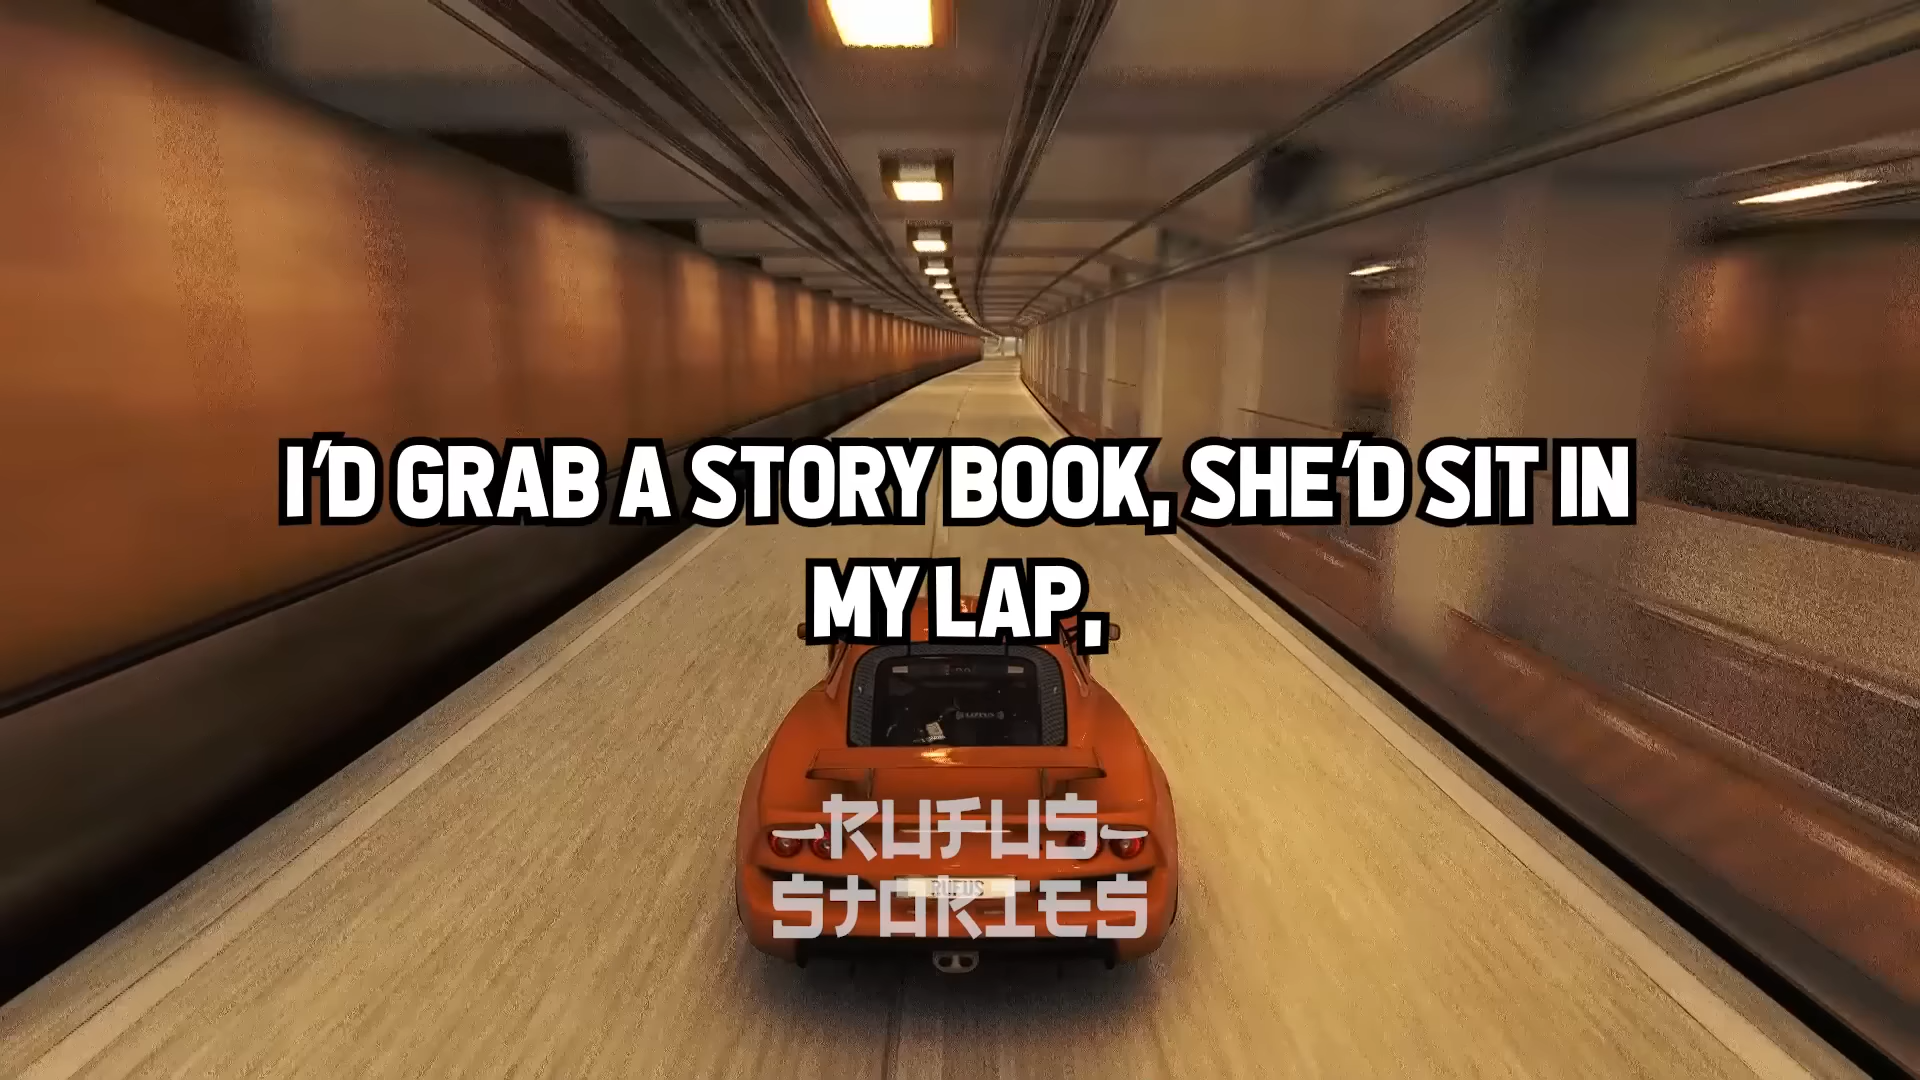 I'D GRAB A STORY BOOK, SHE'D SIT IN
MY LAP,
RUFUS
STORIES
RUFUS